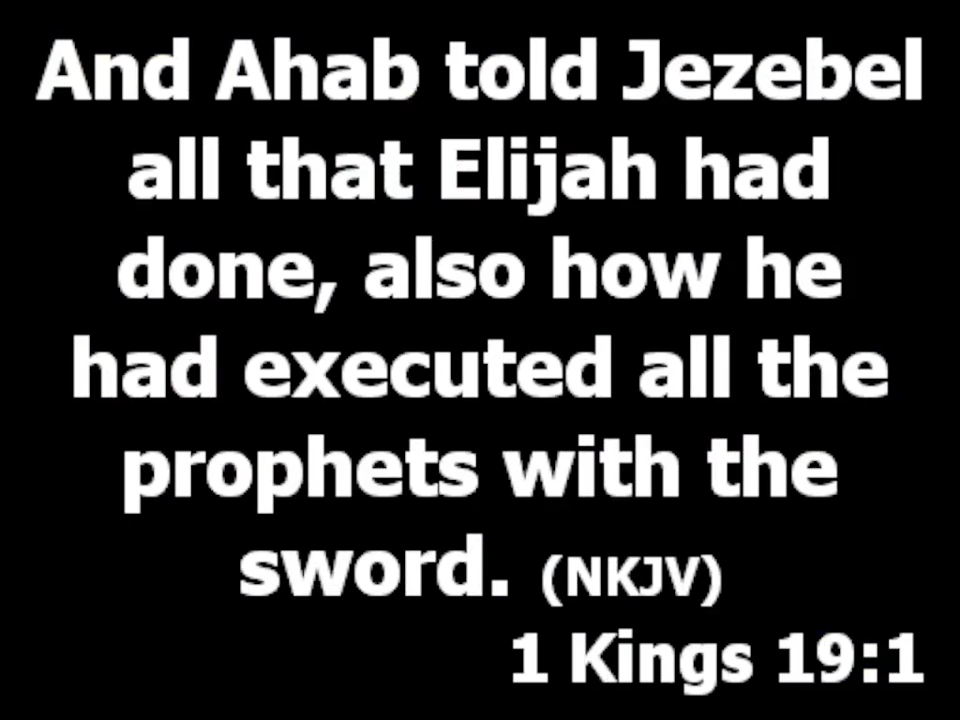 And Ahab told Jezebel
all that Elijah had
done, also how he
had executed all the
prophets with the
sword. (NKJV)
1 Kings 19:1